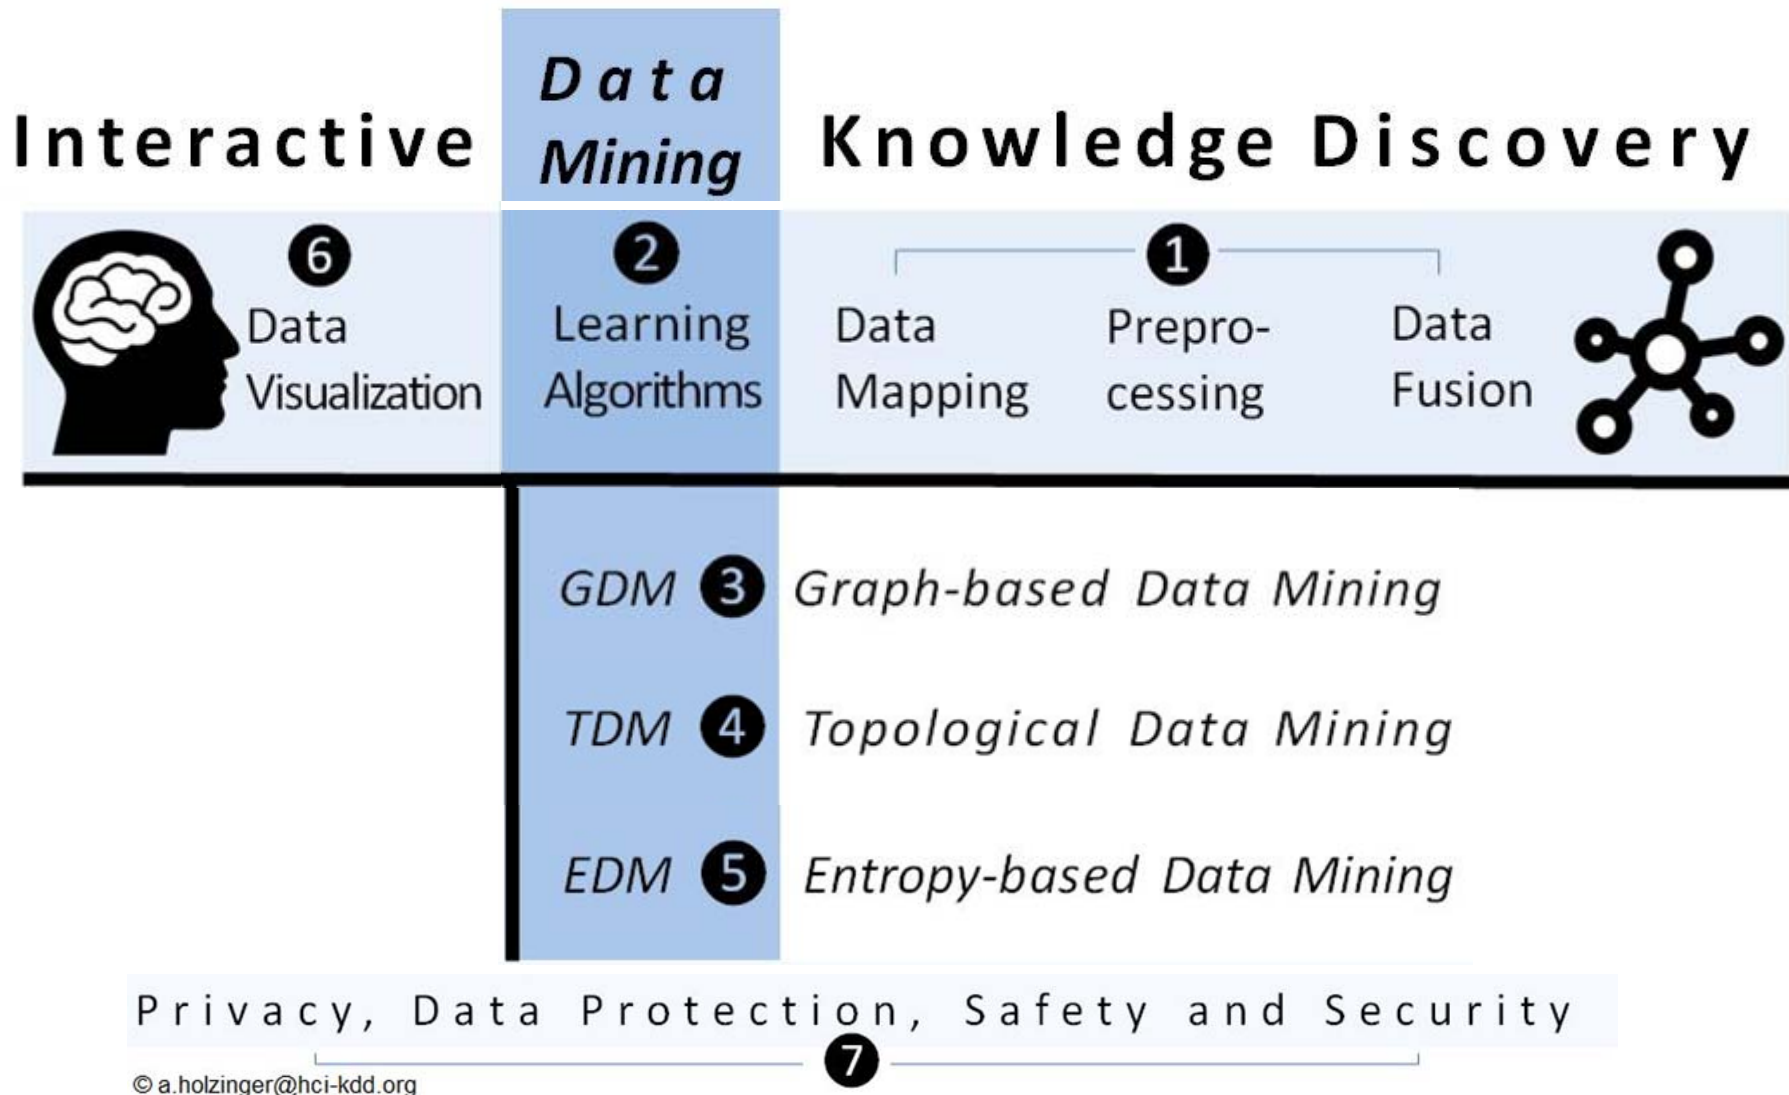 Interactive Data Mining Knowledge Discovery
6 2 1
Data Visualization
Learning Algorithms
Data Mapping
Prepro-
cessing
Data Fusion
GDM 3 Graph-based Data Mining
TDM 4 Topological Data Mining
EDM 5 Entropy-based Data Mining
Privacy, Data Protection, Safety and Security
7
© a.holzinger@hci-kdd.org